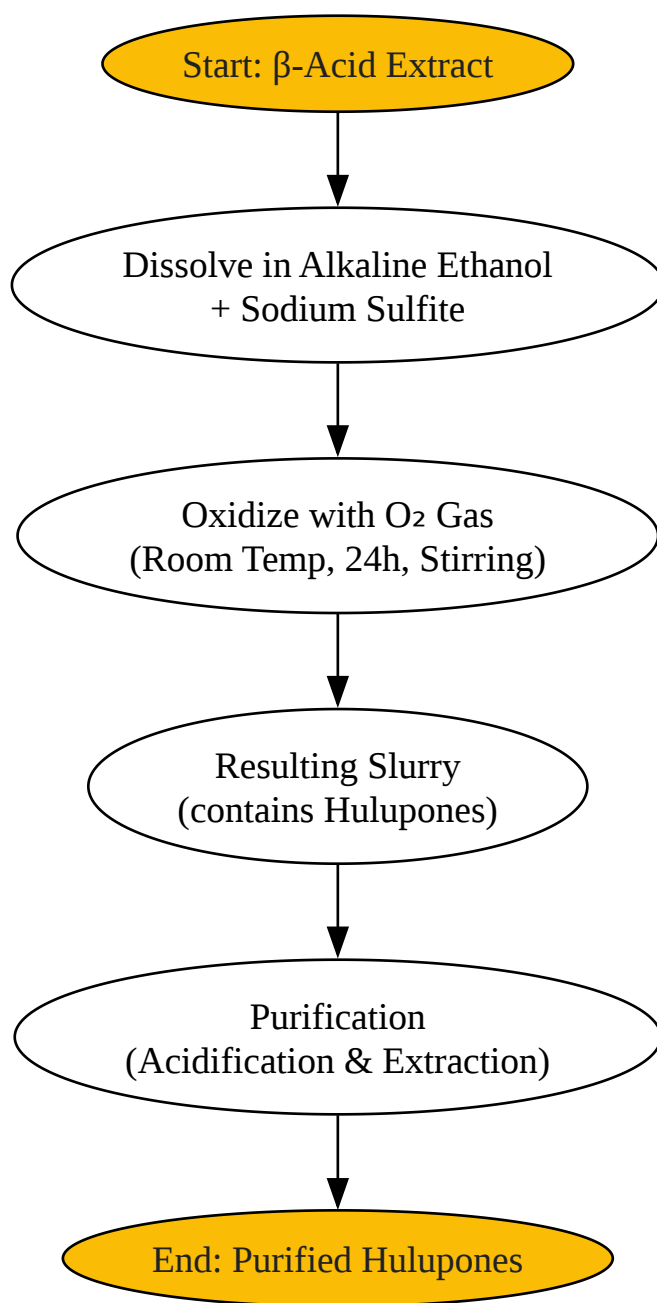 Start: β-Acid Extract
Dissolve in Alkaline Ethanol
+ Sodium Sulfite
Oxidize with O₂ Gas
(Room Temp, 24h, Stirring)
Resulting Slurry
(contains Hulupones)
Purification
(Acidification & Extraction)
End: Purified Hulupones